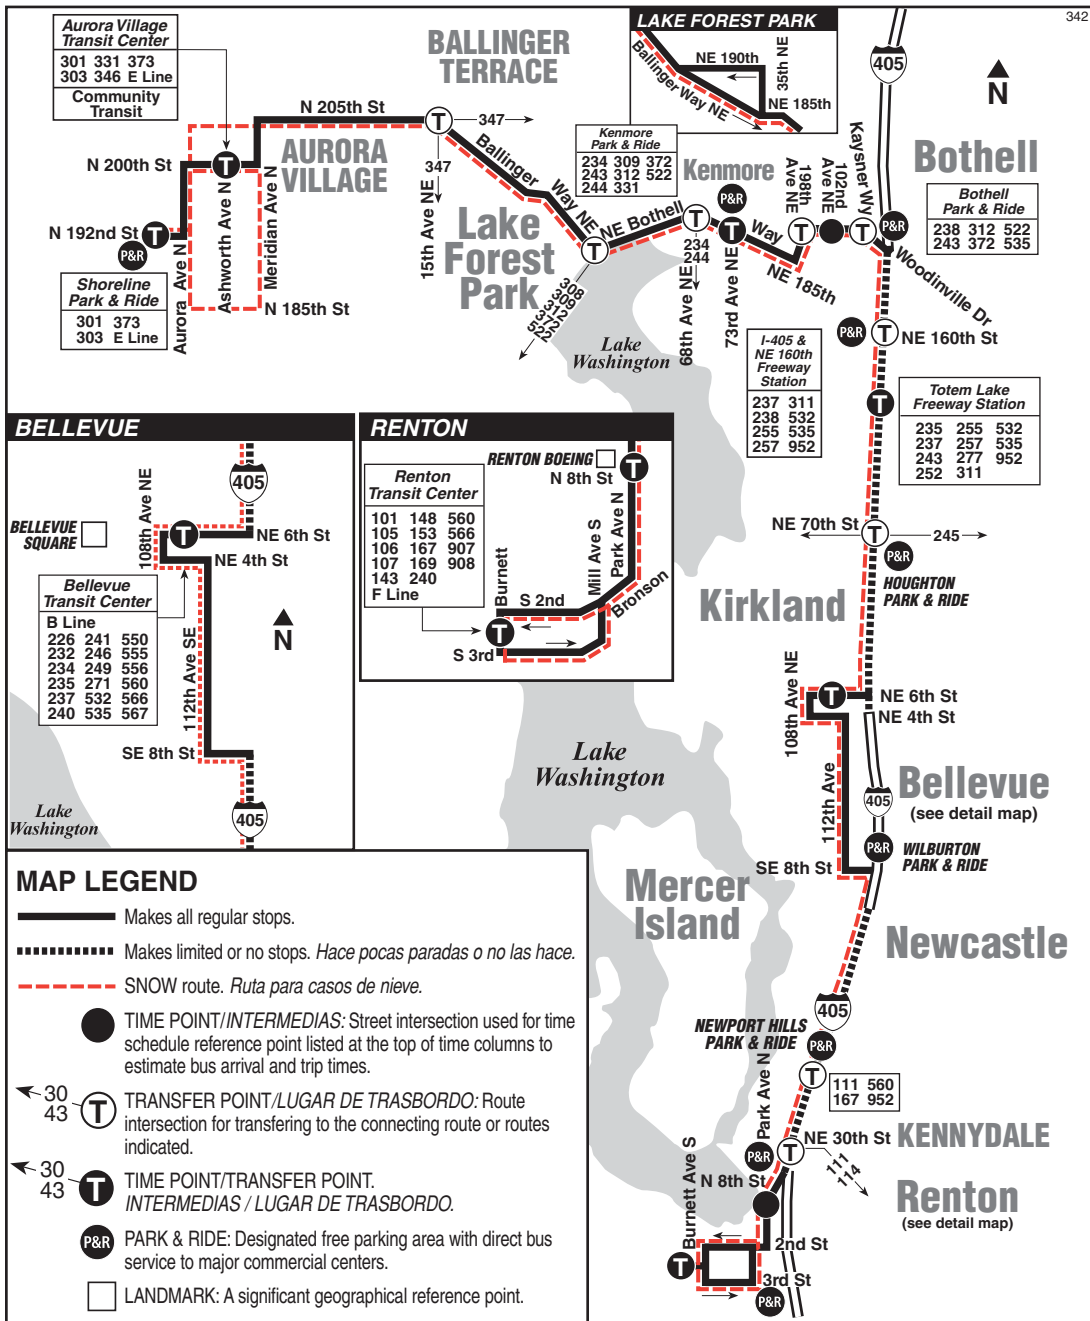 342
Aurora Village
Transit Center
301 331 373
303 346 E Line
Community
Transit
BALLINGER
TERRACE
LAKE FOREST PARK
NE 190th
35th NE
Ballinger Way NE
NE 185th
405
N
N 205th St
347
347
N 200th St
AURORA
VILLAGE
Ballinger
Way NE
15th Ave NE
N 192nd St
P&R
T
Aurora Ave N
Ashworth Ave N
Meridian Ave N
N 185th St
Shoreline
Park & Ride
301 373
303 E Line
Lake
Forest
Park
308
309
312
372
522
Kenmore
Park & Ride
234 309 372
243 312 522
244 331
Kenmore
P&R
NE Bothell
Way
234
244
68th Ave NE
73rd Ave NE
NE 185th
198th
Ave NE
102nd
Ave NE
Kaysner Wy
Bothell
Bothell
Park & Ride
238 312 522
243 372 535
P&R
Woodinville Dr
Lake
Washington
I-405 &
NE 160th
Freeway
Station
237 311
238 532
255 535
257 952
P&R
T
NE 160th St
Totem Lake
Freeway Station
235 255 532
237 257 535
243 277 952
252 311
NE 70th St
245
P&R
HOUGHTON
PARK & RIDE
Kirkland
108th Ave NE
NE 6th St
NE 4th St
112th Ave
Bellevue
(see detail map)
405
P&R
WILBURTON
PARK & RIDE
SE 8th St
Lake
Washington
Mercer
Island
Newcastle
405
NEWPORT HILLS
PARK & RIDE
P&R
111 560
167 952
Park Ave N
NE 30th St
KENNYDALE
111
114
P&R
N 8th St
Burnett Ave S
Renton
(see detail map)
2nd St
3rd St
P&R
BELLEVUE
405
108th Ave NE
BELLEVUE
SQUARE
T
NE 6th St
NE 4th St
Bellevue
Transit Center
B Line
226 241 550
232 246 555
234 249 556
235 271 560
237 532 566
240 535 567
N
112th Ave SE
SE 8th St
Lake
Washington
405
RENTON
RENTON BOEING
T
N 8th St
Renton
Transit Center
101 148 560
105 153 566
106 167 907
107 169 908
143 240
F Line
Burnett
Mill Ave S
Park Ave N
Bronson
S 2nd
T
S 3rd
MAP LEGEND
Makes all regular stops.
Makes limited or no stops. Hace pocas paradas o no las hace.
SNOW route. Ruta para casos de nieve.
TIME POINT/INTERMEDIAS: Street intersection used for time
schedule reference point listed at the top of time columns to
estimate bus arrival and trip times.
30
43
T
TRANSFER POINT/LUGAR DE TRASBORDO: Route
intersection for transfering to the connecting route or routes
indicated.
30
43
T
TIME POINT/TRANSFER POINT.
INTERMEDIAS / LUGAR DE TRASBORDO.
P&R
PARK & RIDE: Designated free parking area with direct bus
service to major commercial centers.
LANDMARK: A significant geographical reference point.